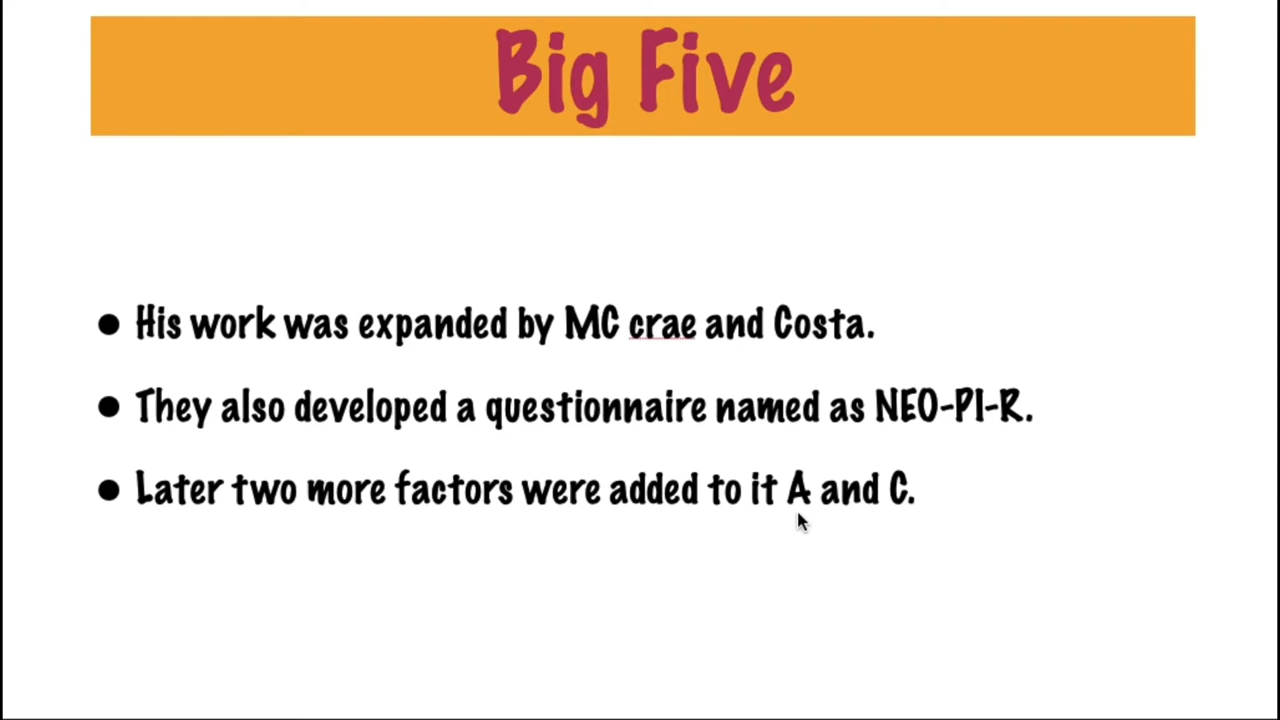 Big Five
• His work was expanded by MC crae and Costa.
• They also developed a questionnaire named as NEO-PI-R.
• Later two more factors were added to it A and C.